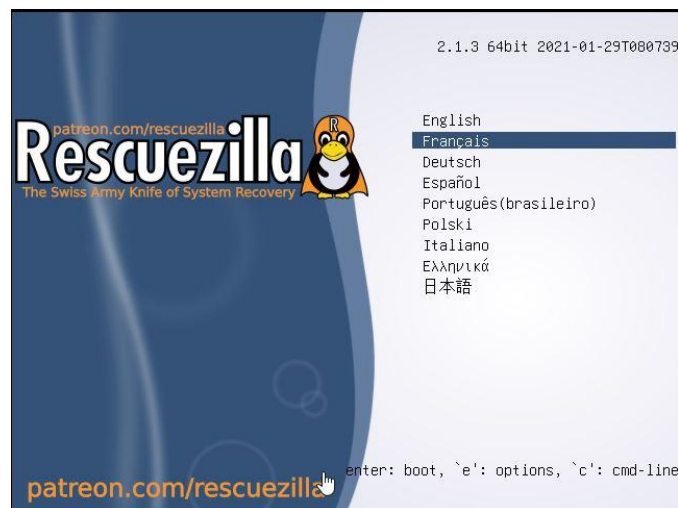 2.1.3 64bit 2021-01-29T080739
patreon.com/rescuezilla
Rescuezilla
R
The Swiss Army Knife of System Recovery
English
Français
Deutsch
Español
Português(brasileiro)
Polski
Italiano
Ελληνικά
日本語
enter: boot, `e': options, `c': cmd-line
patreon.com/rescuezilla